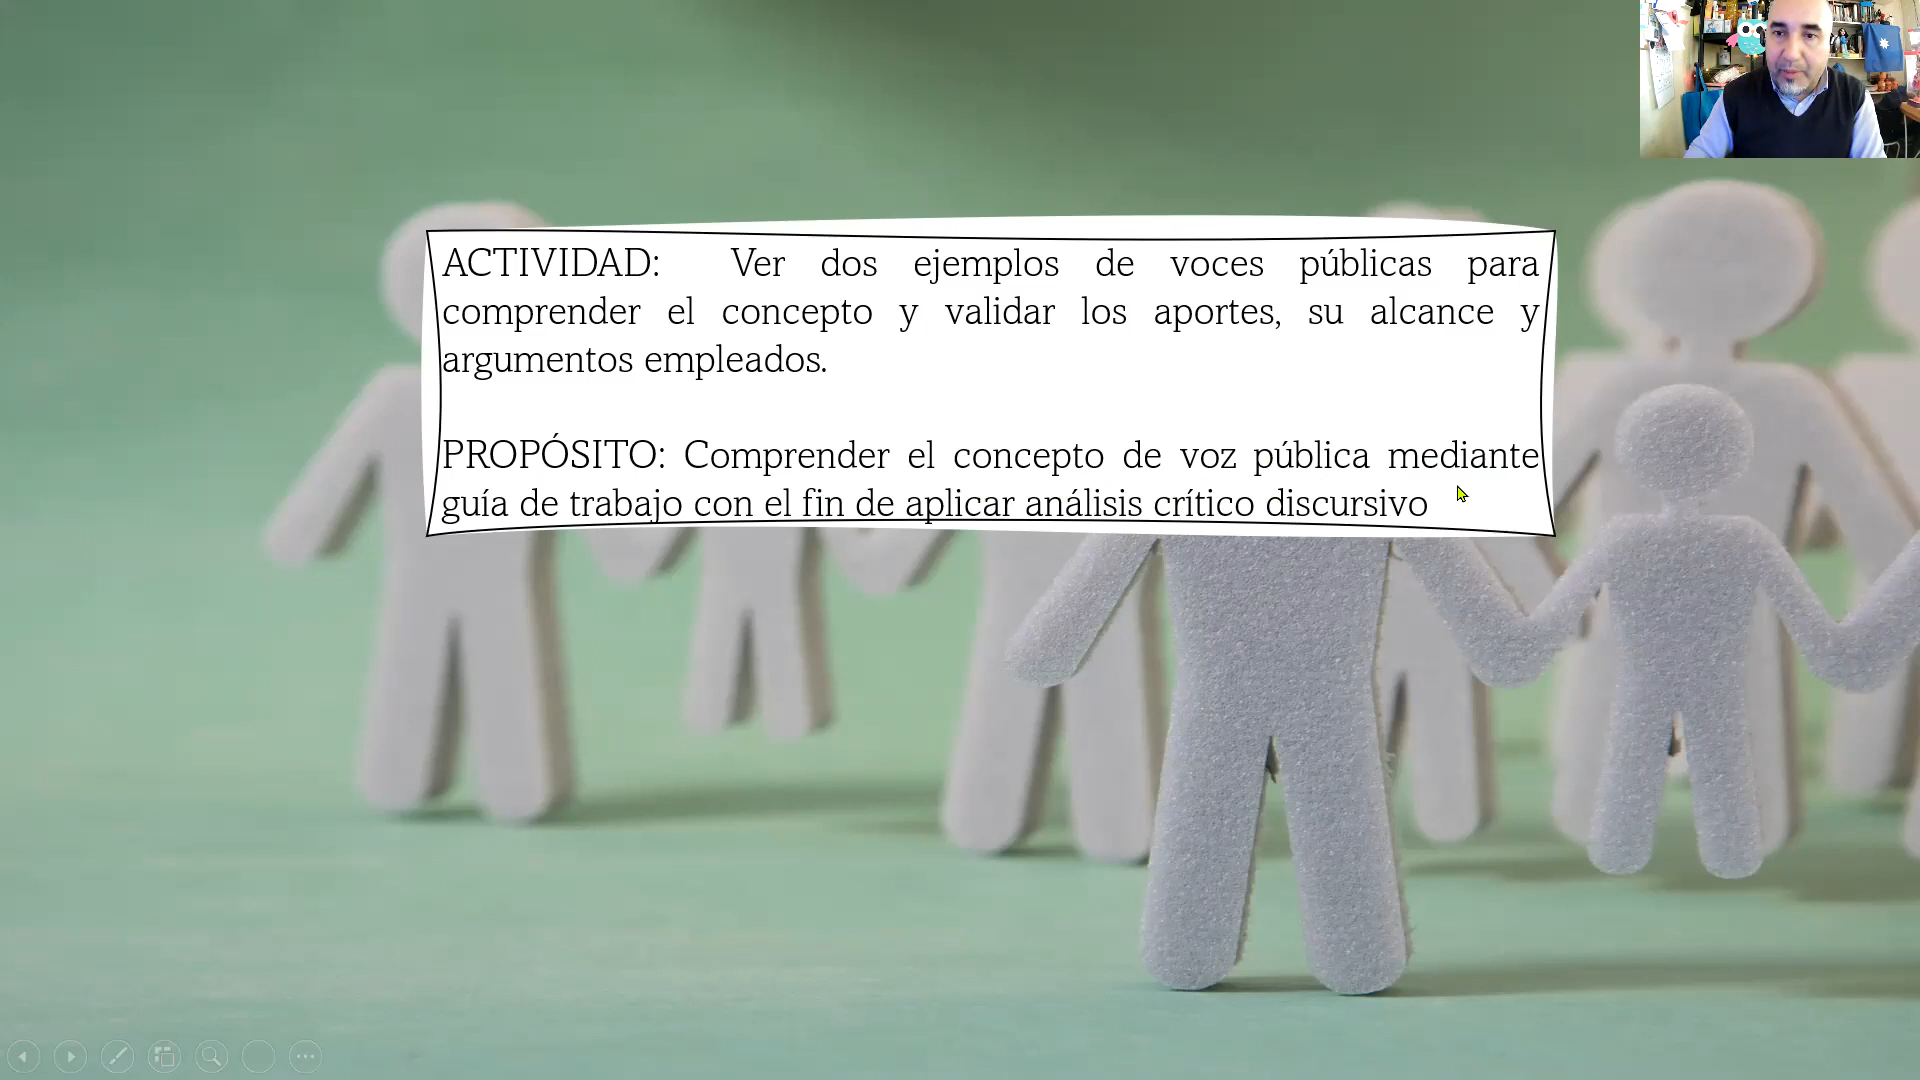 ACTIVIDAD: Ver dos ejemplos de voces públicas para
comprender el concepto y validar los aportes, su alcance y
argumentos empleados.
PROPÓSITO: Comprender el concepto de voz pública mediante
guía de trabajo con el fin de aplicar análisis crítico discursivo